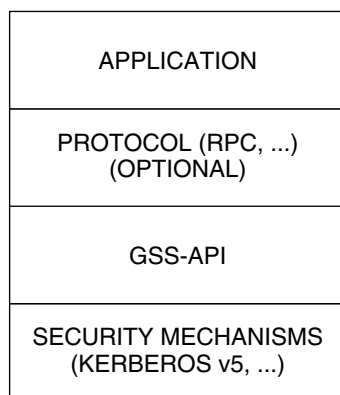 APPLICATION
PROTOCOL (RPC, ...)
(OPTIONAL)
GSS-API
SECURITY MECHANISMS
(KERBEROS v5, ...)